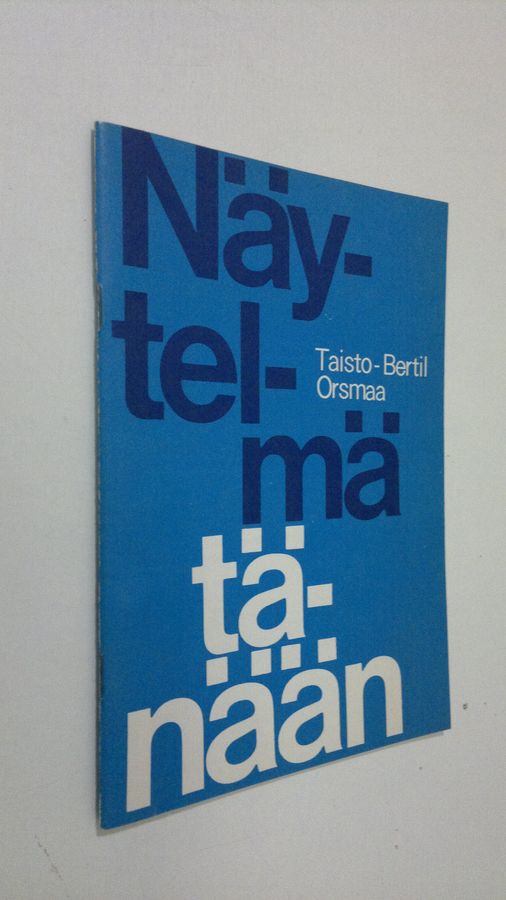 Näy-
tel-
mä
Taisto-Bertil
Orsmaa
tä-
nään